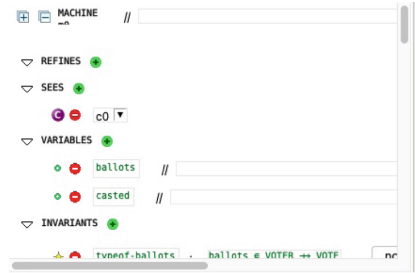 MACHINE //
REFINES
SEES
c0
VARIABLES
ballots //
casted //
INVARIANTS
typeof-ballots : ballots ∈ VOTER ⇸ VOTE